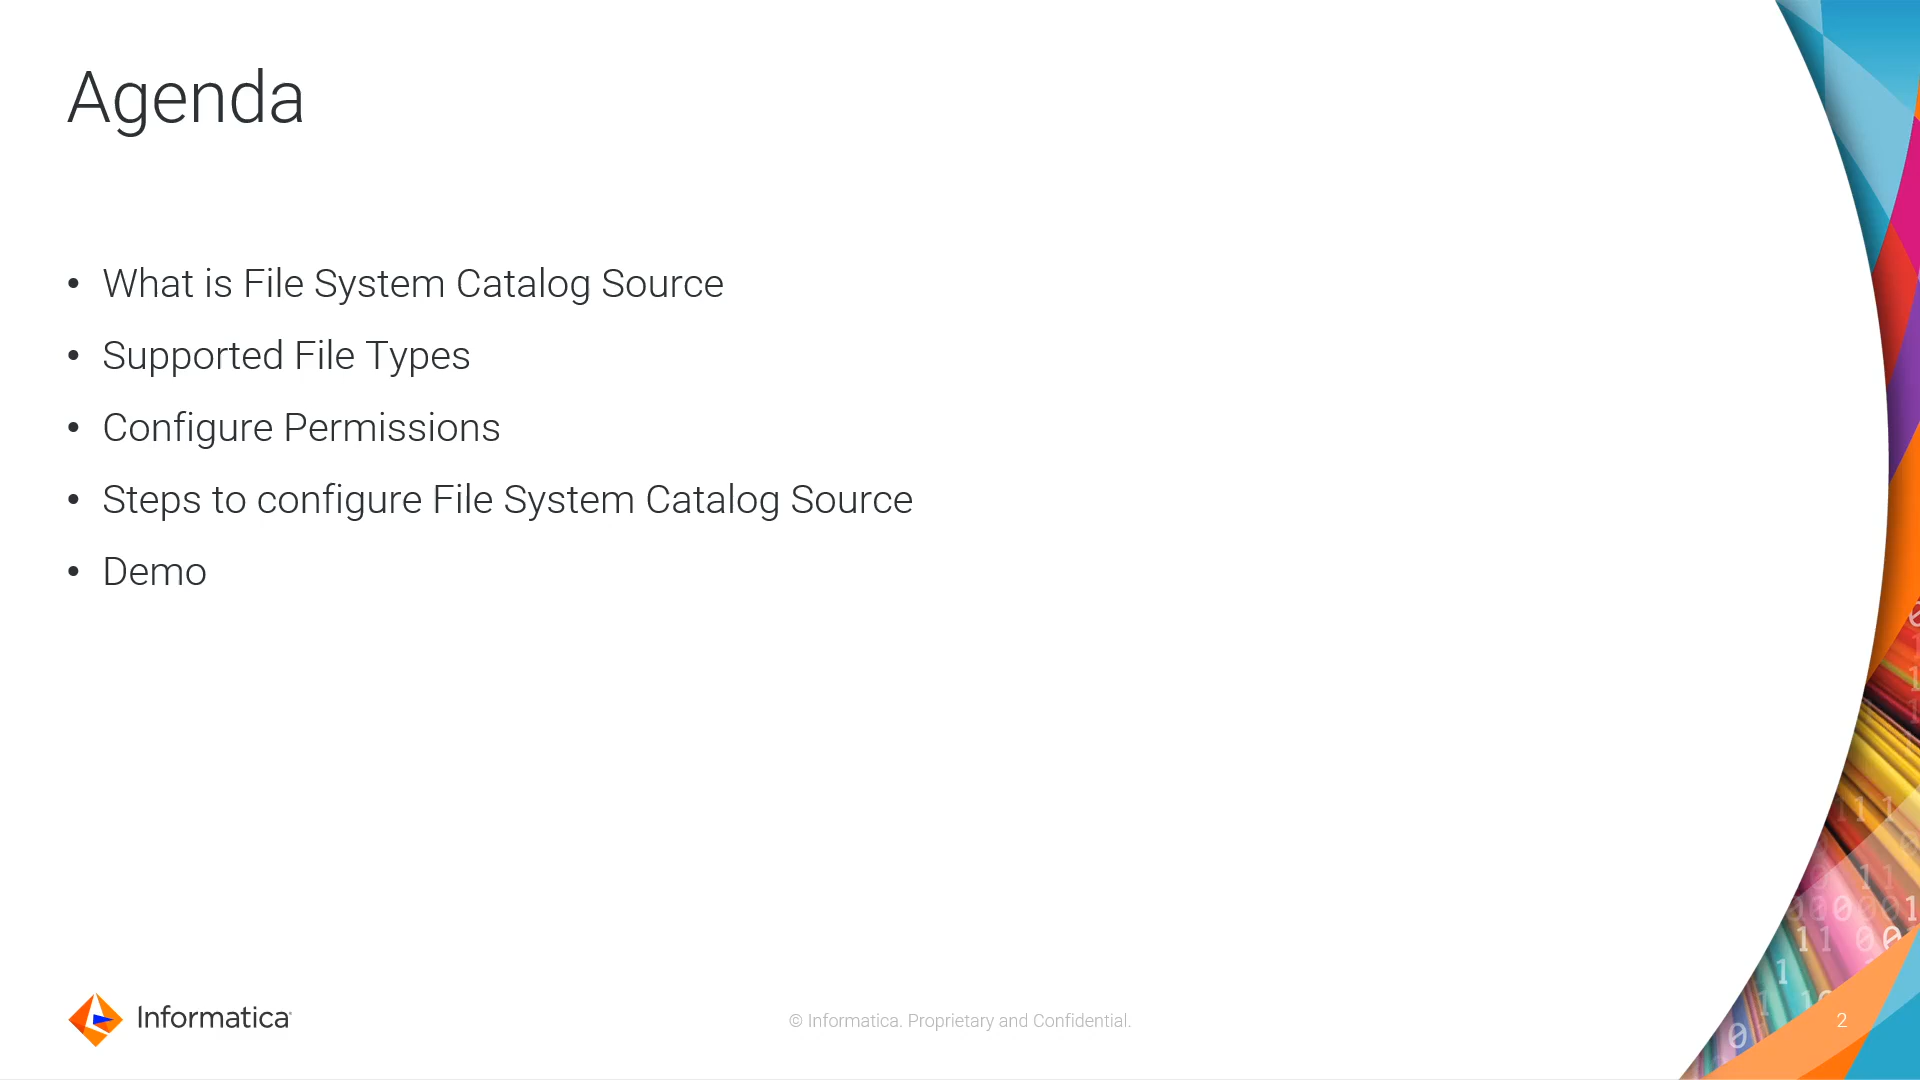 Agenda
• What is File System Catalog Source
• Supported File Types
• Configure Permissions
• Steps to configure File System Catalog Source
• Demo
Informatica
© Informatica. Proprietary and Confidential.
2